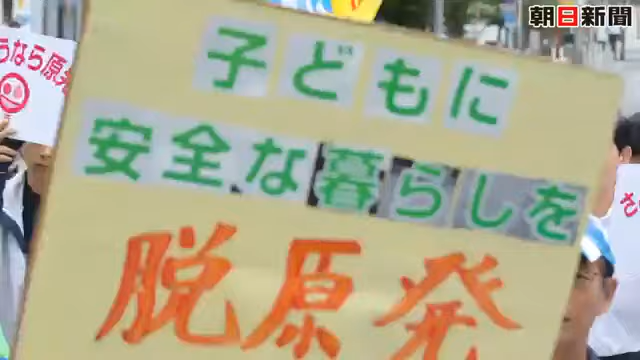 朝日新聞
うなら原発
子どもに
安全な暮らしを
脱原発
さ